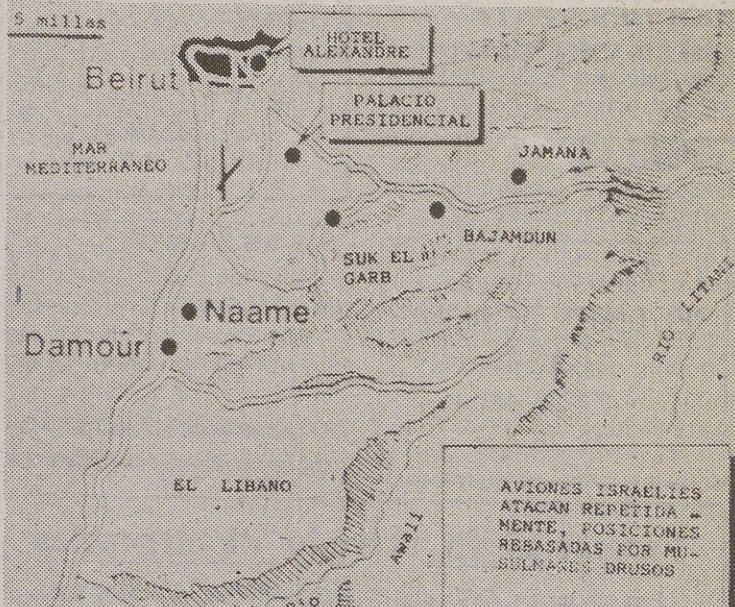 5 millas
HOTEL
ALEXANDRE
Beirut
PALACIO
PRESIDENCIAL
MAR
MEDITERRANEO
JAMANA
BAJAMDUN
SUK EL
GARB
Naame
Damour
RIO LITANI
EL LIBANO
Awali
AVIONES ISRAELIES
ATACAN REPETIDA -
MENTE, POSICIONES
REBASADAS POR MU-
SULMANES DRUSOS